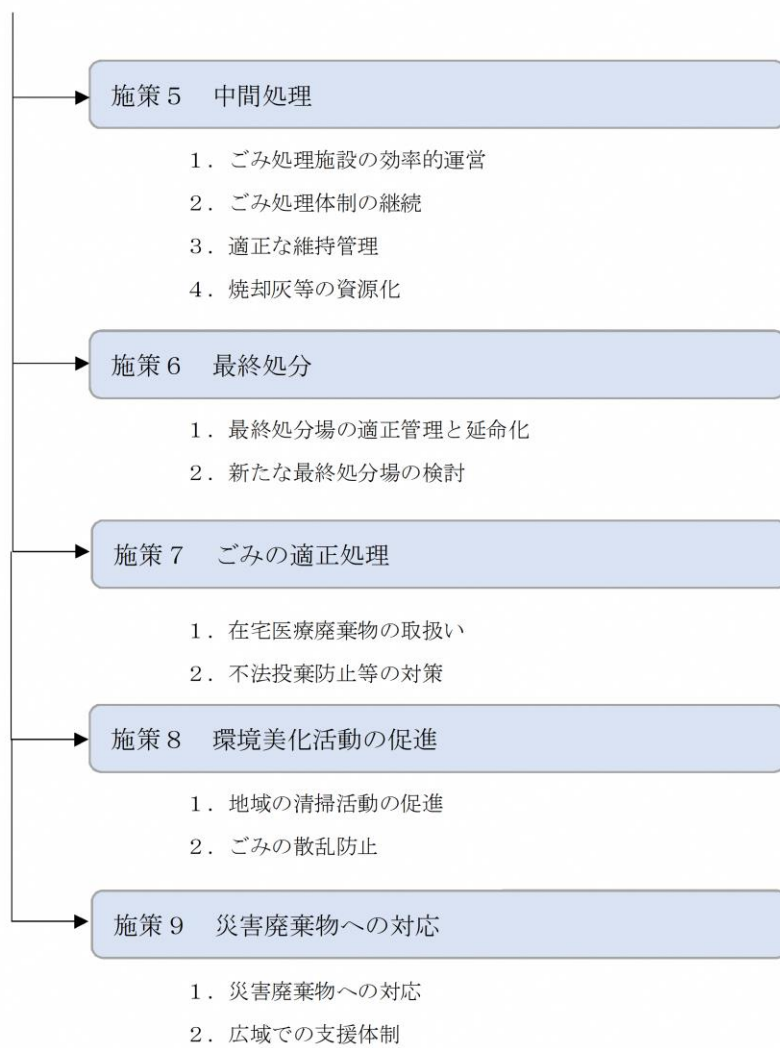 施策５　中間処理
１．ごみ処理施設の効率的運営
２．ごみ処理体制の継続
３．適正な維持管理
４．焼却灰等の資源化
施策６　最終処分
１．最終処分場の適正管理と延命化
２．新たな最終処分場の検討
施策７　ごみの適正処理
１．在宅医療廃棄物の取扱い
２．不法投棄防止等の対策
施策８　環境美化活動の促進
１．地域の清掃活動の促進
２．ごみの散乱防止
施策９　災害廃棄物への対応
１．災害廃棄物への対応
２．広域での支援体制